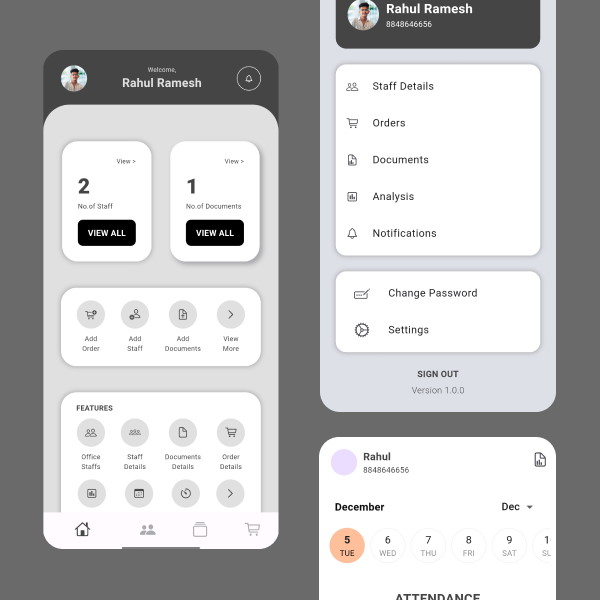 Welcome,
Rahul Ramesh
View >
2
No.of Staff
VIEW ALL
View >
1
No.of Documents
VIEW ALL
Add
Order
Add
Staff
Add
Documents
View
More
FEATURES
Office
Staffs
Staff
Details
Documents
Details
Order
Details
Rahul Ramesh
8848646656
Staff Details
Orders
Documents
Analysis
Notifications
Change Password
Settings
SIGN OUT
Version 1.0.0
Rahul
8848646656
December
Dec
5
TUE
6
WED
7
THU
8
FRI
9
SAT
1
SU
ATTENDANCE